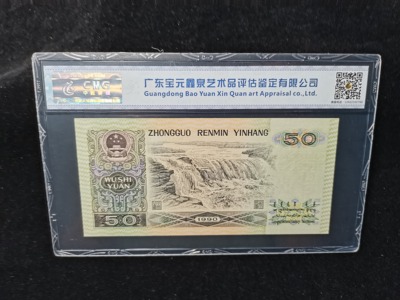 广东宝元鑫泉艺术品评估鉴定有限公司
Guangdong Bao Yuan Xin Quan art Appraisal co.,Ltd.
ZHONGGUO RENMIN YINHANG
50
WUSHI
YUAN
50
1990